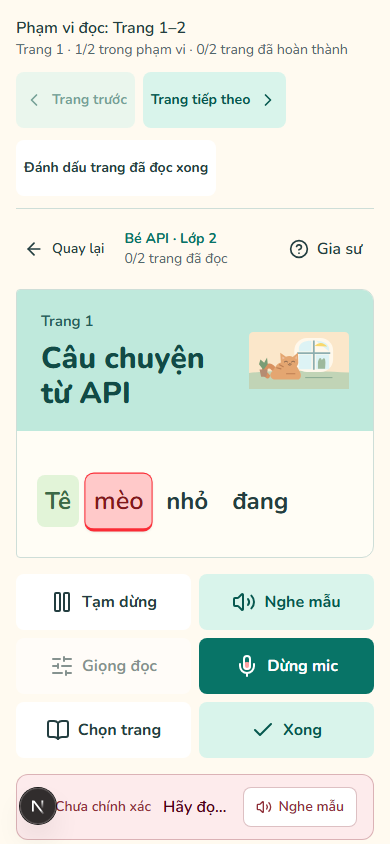 Phạm vi đọc: Trang 1–2
Trang 1 · 1/2 trong phạm vi · 0/2 trang đã hoàn thành
Trang trước
Trang tiếp theo
Đánh dấu trang đã đọc xong
Quay lại
Bé API · Lớp 2
0/2 trang đã đọc
Gia sư
Trang 1
Câu chuyện
từ API
Tê mèo nhỏ đang
Tạm dừng
Nghe mẫu
Giọng đọc
Dừng mic
Chọn trang
Xong
N
Chưa chính xác
Hãy đọ...
Nghe mẫu